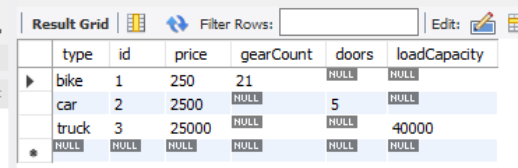 Result Grid Filter Rows: Edit:
type id price gearCount doors loadCapacity
bike 1 250 21 NULL NULL
car 2 2500 NULL 5 NULL
truck 3 25000 NULL NULL 40000
NULL NULL NULL NULL NULL NULL